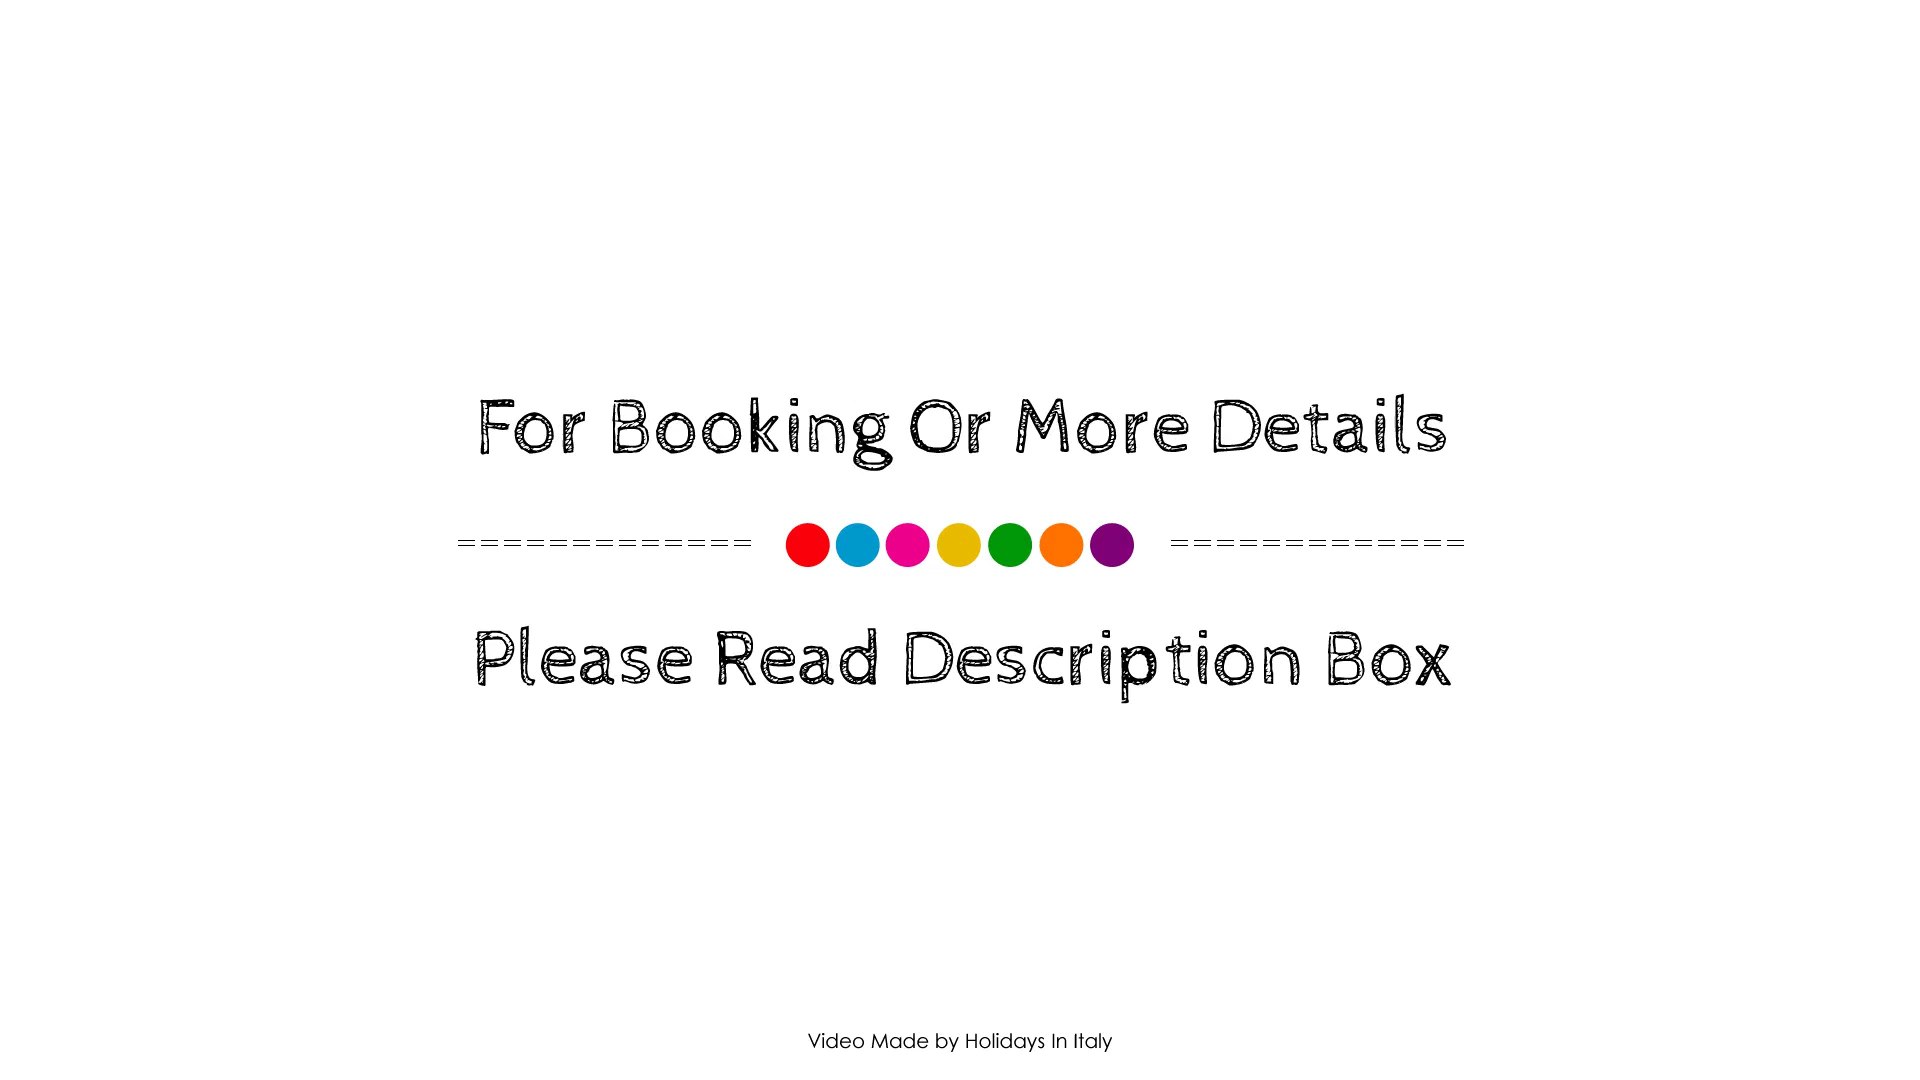 For Booking Or More Details
============= =============
Please Read Description Box
Video Made by Holidays In Italy